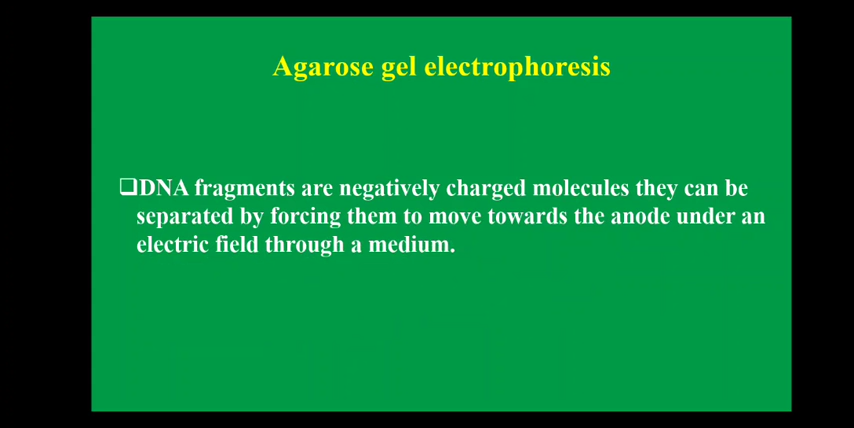 Agarose gel electrophoresis
❑DNA fragments are negatively charged molecules they can be
separated by forcing them to move towards the anode under an
electric field through a medium.